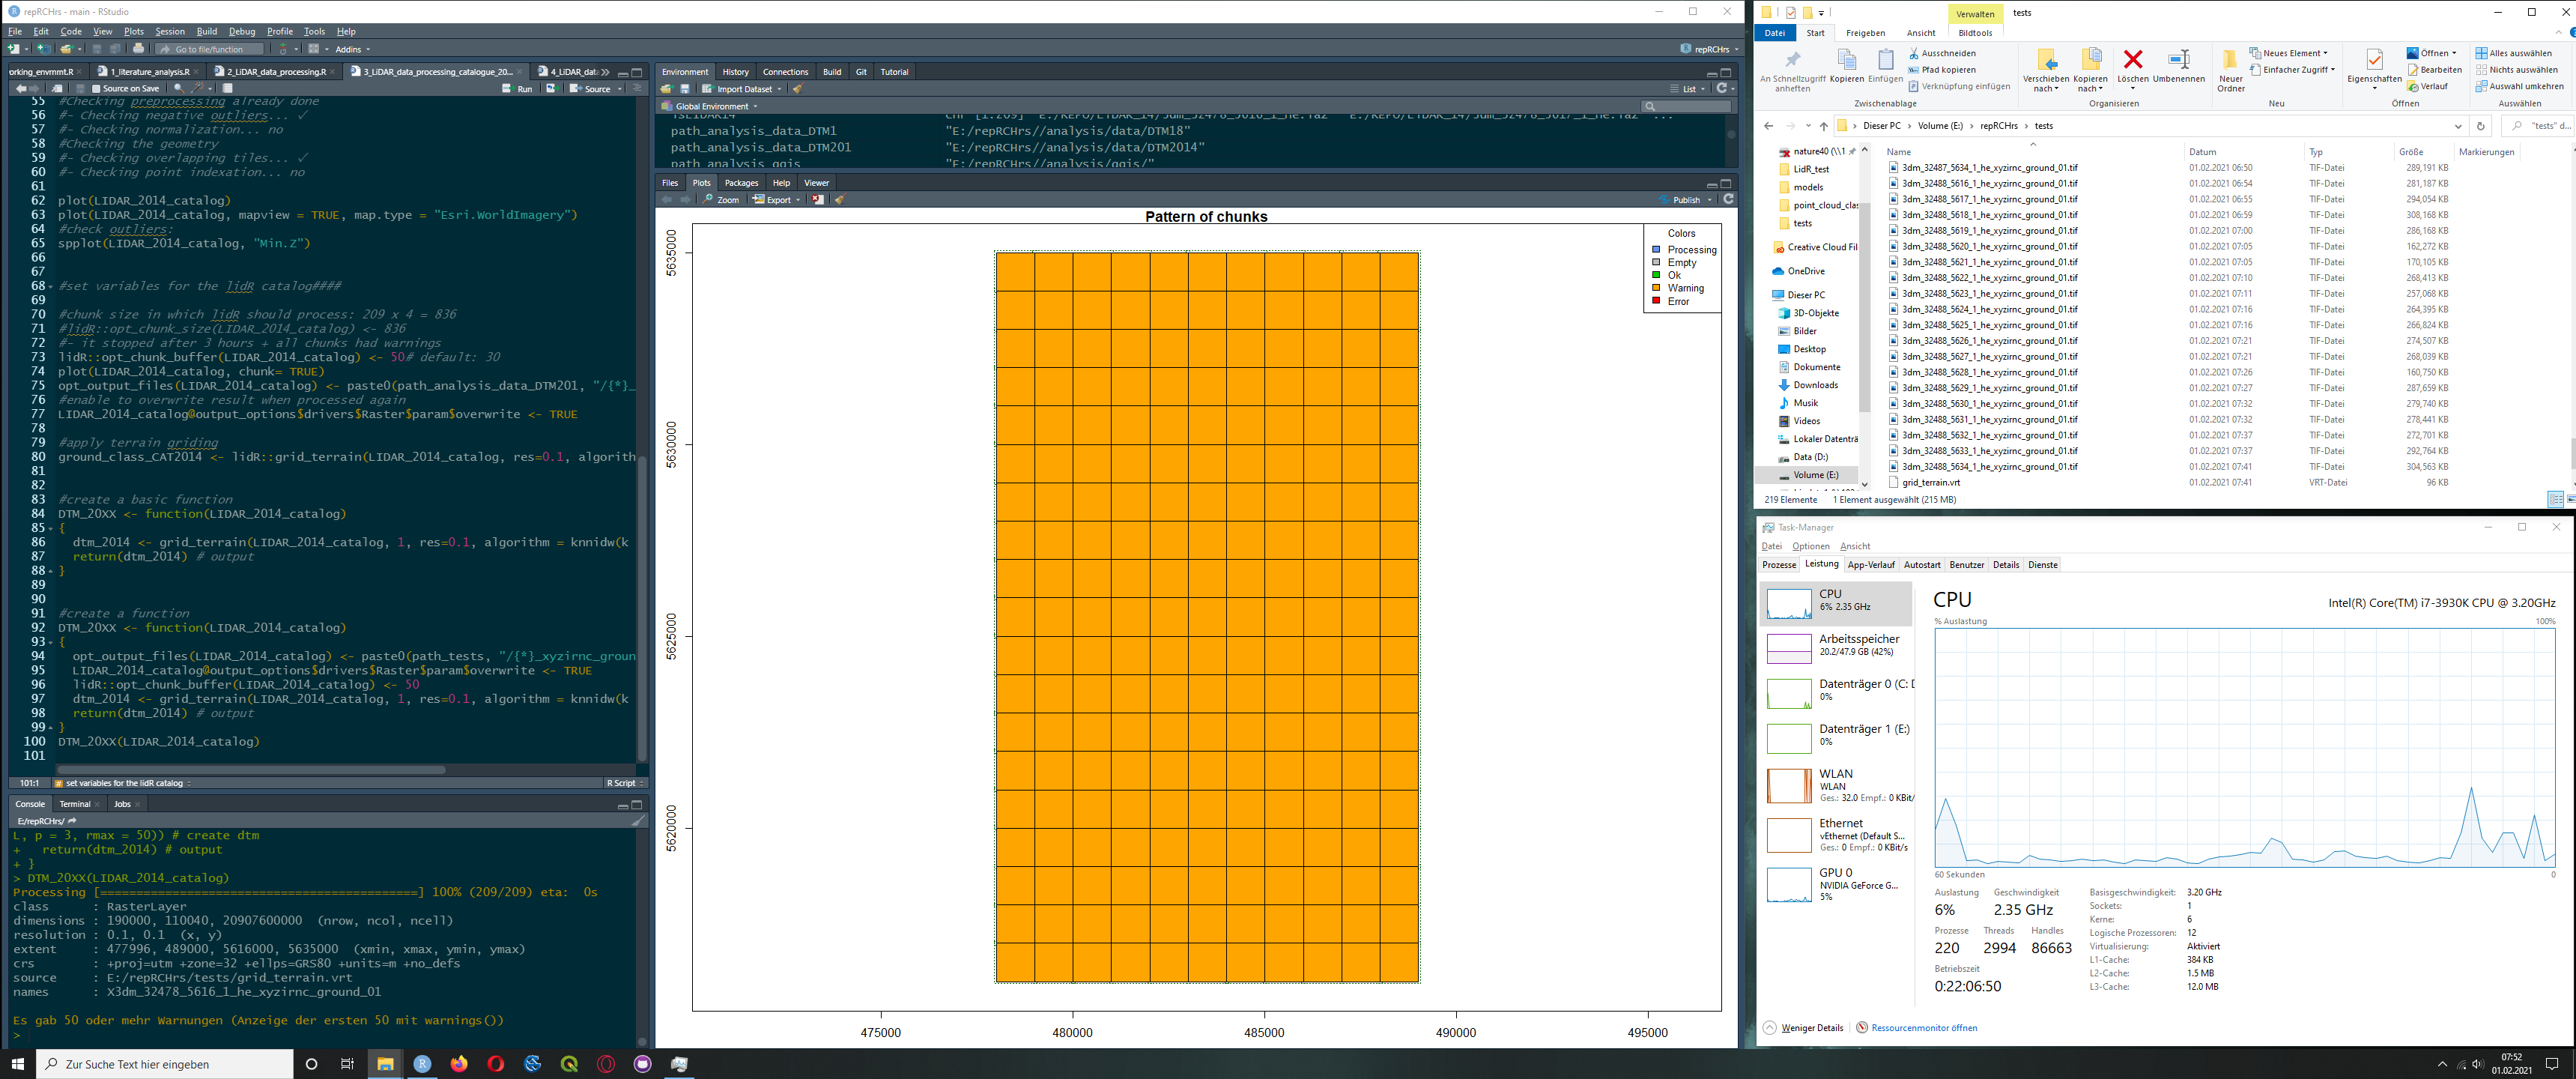 repRCHrs - main - RStudio
File Edit Code View Plots Session Build Debug Profile Tools Help
Go to file/function Addins
repRCHrs
orking_envmmt.R 1_literature_analysis.R 2_LiDAR_data_processing.R 3_LiDAR_data_processing_catalogue_20... 4_LiDAR_dat
Source on Save Run Source
55 #Checking preprocessing already done
56 #- Checking negative outliers... ✓
57 #- Checking normalization... no
58 #Checking the geometry
59 #- Checking overlapping tiles... ✓
60 #- Checking point indexation... no
61
62 plot(LIDAR_2014_catalog)
63 plot(LIDAR_2014_catalog, mapview = TRUE, map.type = "Esri.WorldImagery")
64 #check outliers:
65 spplot(LIDAR_2014_catalog, "Min.Z")
66
67
68 #set variables for the lidR catalog####
69
70 #chunk size in which lidR should process: 209 x 4 = 836
71 #lidR::opt_chunk_size(LIDAR_2014_catalog) <- 836
72 #- it stopped after 3 hours + all chunks had warnings
73 lidR::opt_chunk_buffer(LIDAR_2014_catalog) <- 50# default: 30
74 plot(LIDAR_2014_catalog, chunk= TRUE)
75 opt_output_files(LIDAR_2014_catalog) <- paste0(path_analysis_data_DTM201, "/{*}_
76 #enable to overwrite result when processed again
77 LIDAR_2014_catalog@output_options$drivers$Raster$param$overwrite <- TRUE
78
79 #apply terrain griding
80 ground_class_CAT2014 <- lidR::grid_terrain(LIDAR_2014_catalog, res=0.1, algorith
81
82
83 #create a basic function
84 DTM_20XX <- function(LIDAR_2014_catalog)
85 {
86 dtm_2014 <- grid_terrain(LIDAR_2014_catalog, 1, res=0.1, algorithm = knnidw(k
87 return(dtm_2014) # output
88 }
89
90
91 #create a function
92 DTM_20XX <- function(LIDAR_2014_catalog)
93 {
94 opt_output_files(LIDAR_2014_catalog) <- paste0(path_tests, "/{*}_xyzirnc_groun
95 LIDAR_2014_catalog@output_options$drivers$Raster$param$overwrite <- TRUE
96 lidR::opt_chunk_buffer(LIDAR_2014_catalog) <- 50
97 dtm_2014 <- grid_terrain(LIDAR_2014_catalog, 1, res=0.1, algorithm = knnidw(k
98 return(dtm_2014) # output
99 }
100 DTM_20XX(LIDAR_2014_catalog)
101
101:1 set variables for the lidR catalog R Script
Console Terminal Jobs
E:/repRCHrs/
L, p = 3, rmax = 50)) # create dtm
+ return(dtm_2014) # output
+ }
> DTM_20XX(LIDAR_2014_catalog)
Processing [============================================] 100% (209/209) eta: 0s
class : RasterLayer
dimensions : 190000, 110040, 20907600000 (nrow, ncol, ncell)
resolution : 0.1, 0.1 (x, y)
extent : 477996, 489000, 5616000, 5635000 (xmin, xmax, ymin, ymax)
crs : +proj=utm +zone=32 +ellps=GRS80 +units=m +no_defs
source : E:/repRCHrs/tests/grid_terrain.vrt
names : X3dm_32478_5616_1_he_xyzirnc_ground_01
Es gab 50 oder mehr Warnungen (Anzeige der ersten 50 mit warnings())
>
Environment History Connections Build Git Tutorial
Import Dataset List
Global Environment
path_analysis_data_DTM1 "E:/repRCHrs//analysis/data/DTM18"
path_analysis_data_DTM201 "E:/repRCHrs//analysis/data/DTM2014"
path_analysis_qgis "E:/repRCHrs//analysis/qgis/"
Files Plots Packages Help Viewer
Zoom Export Publish
Pattern of chunks
Colors
Processing
Empty
Ok
Warning
Error
5635000
5630000
5625000
5620000
475000 480000 485000 490000 495000
Verwalten tests
Datei Start Freigeben Ansicht Bildtools
An Schnellzugriff anheften Kopieren Einfügen Ausschneiden Pfad kopieren Verknüpfung einfügen
Verschieben nach Kopieren nach Löschen Umbenennen Neuer Ordner Neues Element Einfacher Zugriff
Eigenschaften Öffnen Bearbeiten Verlauf Alles auswählen Nichts auswählen Auswahl umkehren
Zwischenablage Organisieren Neu Öffnen Auswählen
Dieser PC > Volume (E:) > repRCHrs > tests "tests" d...
nature40 (\\1
LidR_test
models
point_cloud_clas
tests
Creative Cloud Fil
OneDrive
Dieser PC
3D-Objekte
Bilder
Desktop
Dokumente
Downloads
Musik
Videos
Lokaler Datenträ
Data (D:)
Volume (E:)
Name Datum Typ Größe Markierungen
3dm_32487_5634_1_he_xyzirnc_ground_01.tif 01.02.2021 06:50 TIF-Datei 289,191 KB
3dm_32488_5616_1_he_xyzirnc_ground_01.tif 01.02.2021 06:54 TIF-Datei 281,187 KB
3dm_32488_5617_1_he_xyzirnc_ground_01.tif 01.02.2021 06:55 TIF-Datei 294,054 KB
3dm_32488_5618_1_he_xyzirnc_ground_01.tif 01.02.2021 06:59 TIF-Datei 308,168 KB
3dm_32488_5619_1_he_xyzirnc_ground_01.tif 01.02.2021 07:00 TIF-Datei 286,168 KB
3dm_32488_5620_1_he_xyzirnc_ground_01.tif 01.02.2021 07:05 TIF-Datei 162,272 KB
3dm_32488_5621_1_he_xyzirnc_ground_01.tif 01.02.2021 07:05 TIF-Datei 170,105 KB
3dm_32488_5622_1_he_xyzirnc_ground_01.tif 01.02.2021 07:10 TIF-Datei 268,413 KB
3dm_32488_5623_1_he_xyzirnc_ground_01.tif 01.02.2021 07:11 TIF-Datei 257,068 KB
3dm_32488_5624_1_he_xyzirnc_ground_01.tif 01.02.2021 07:16 TIF-Datei 264,395 KB
3dm_32488_5625_1_he_xyzirnc_ground_01.tif 01.02.2021 07:16 TIF-Datei 266,824 KB
3dm_32488_5626_1_he_xyzirnc_ground_01.tif 01.02.2021 07:21 TIF-Datei 274,507 KB
3dm_32488_5627_1_he_xyzirnc_ground_01.tif 01.02.2021 07:21 TIF-Datei 268,039 KB
3dm_32488_5628_1_he_xyzirnc_ground_01.tif 01.02.2021 07:26 TIF-Datei 160,750 KB
3dm_32488_5629_1_he_xyzirnc_ground_01.tif 01.02.2021 07:27 TIF-Datei 287,659 KB
3dm_32488_5630_1_he_xyzirnc_ground_01.tif 01.02.2021 07:32 TIF-Datei 279,740 KB
3dm_32488_5631_1_he_xyzirnc_ground_01.tif 01.02.2021 07:32 TIF-Datei 278,441 KB
3dm_32488_5632_1_he_xyzirnc_ground_01.tif 01.02.2021 07:37 TIF-Datei 272,701 KB
3dm_32488_5633_1_he_xyzirnc_ground_01.tif 01.02.2021 07:37 TIF-Datei 292,764 KB
3dm_32488_5634_1_he_xyzirnc_ground_01.tif 01.02.2021 07:41 TIF-Datei 304,563 KB
grid_terrain.vrt 01.02.2021 07:41 VRT-Datei 96 KB
219 Elemente 1 Element ausgewählt (215 MB)
Task-Manager
Datei Optionen Ansicht
Prozesse Leistung App-Verlauf Autostart Benutzer Details Dienste
CPU
6% 2.35 GHz
Arbeitsspeicher
20.2/47.9 GB (42%)
Datenträger 0 (C: D
0%
Datenträger 1 (E:)
0%
WLAN
WLAN
Ges.: 32.0 Empf.: 0 KBit/
Ethernet
vEthernet (Default S...
Ges.: 0 Empf.: 0 KBit/s
GPU 0
NVIDIA GeForce G...
5%
CPU Intel(R) Core(TM) i7-3930K CPU @ 3.20GHz
% Auslastung 100%
60 Sekunden 0
Auslastung Geschwindigkeit
6% 2.35 GHz
Prozesse Threads Handles
220 2994 86663
Betriebszeit
0:22:06:50
Basisgeschwindigkeit: 3.20 GHz
Sockets: 1
Kerne: 6
Logische Prozessoren: 12
Virtualisierung: Aktiviert
L1-Cache: 384 KB
L2-Cache: 1.5 MB
L3-Cache: 12.0 MB
Weniger Details Ressourcenmonitor öffnen
Zur Suche Text hier eingeben
07:52
01.02.2021